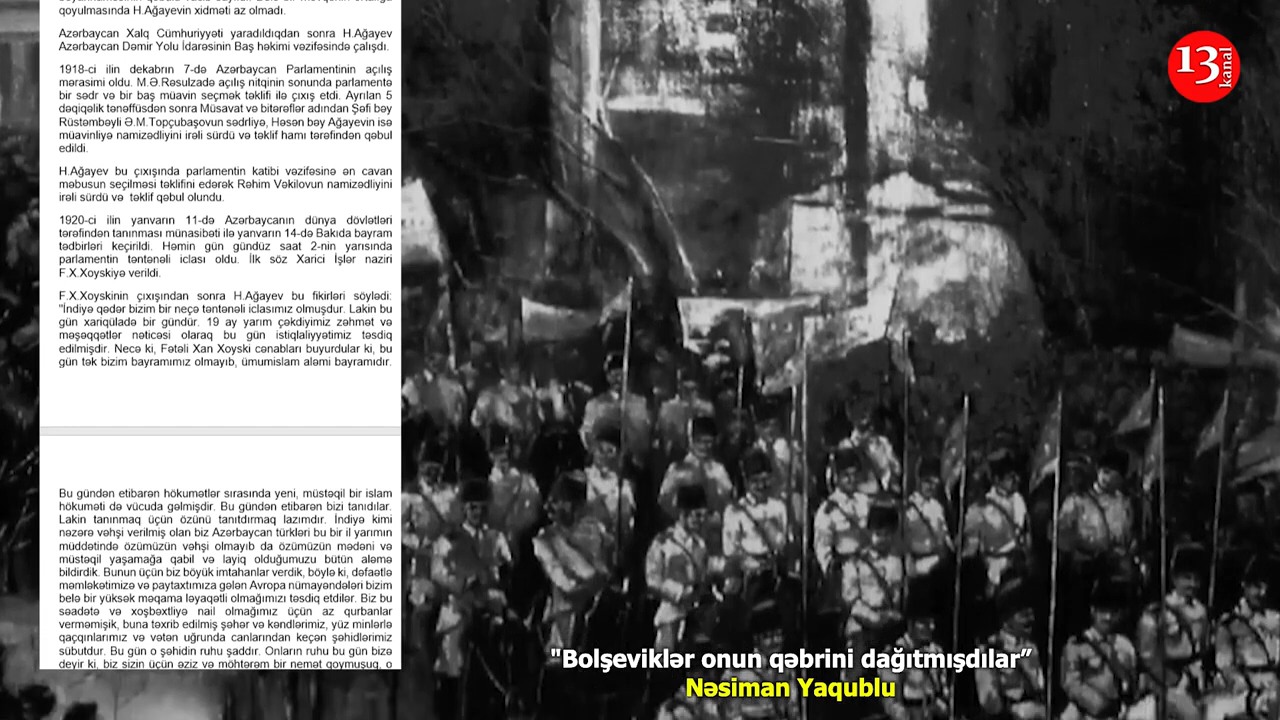 qoyulmasında H.Ağayevin xidməti az olmadı.
Azərbaycan Xalq Cümhuriyyəti yaradıldıqdan sonra H.Ağayev
Azərbaycan Dəmir Yolu İdarəsinin Baş həkimi vəzifəsində çalışdı.
1918-ci ilin dekabrın 7-də Azərbaycan Parlamentinin açılış
mərasimi oldu. M.Ə.Rəsulzadə açılış nitqinin sonunda parlamentə
bir sədr və bir baş müavin seçmək təklifi ilə çıxış etdi. Ayrılan 5
dəqiqəlik tənəffüsdən sonra Müsavat və bitərəflər adından Şəfi bəy
Rüstəmbəyli Ə.M.Topçubaşovun sədrliyə, Həsən bəy Ağayevin isə
müavinliyə namizədliyini irəli sürdü və təklif hamı tərəfindən qəbul
edildi.
H.Ağayev bu çıxışında parlamentin katibi vəzifəsinə ən cavan
məbusun seçilməsi təklifini edərək Rəhim Vəkilovun namizədliyini
irəli sürdü və təklif qəbul olundu.
1920-ci ilin yanvarın 11-də Azərbaycanın dünya dövlətləri
tərəfindən tanınması münasibəti ilə yanvarın 14-də Bakıda bayram
tədbirləri keçirildi. Həmin gün gündüz saat 2-nin yarısında
parlamentin təntənəli iclası oldu. İlk söz Xarici İşlər naziri
F.X.Xoyskiyə verildi.
F.X.Xoyskinin çıxışından sonra H.Ağayev bu fikirləri söylədi:
"İndiyə qədər bizim bir neçə təntənəli iclasımız olmuşdur. Lakin bu
gün xariqüladə bir gündür. 19 ay yarım çəkdiyimiz zəhmət və
məşəqqətlər nəticəsi olaraq bu gün istiqlaliyyətimiz təsdiq
edilmişdir. Necə ki, Fətəli Xan Xoyski cənabları buyurdular ki, bu
gün tək bizim bayramımız olmayıb, ümumislam aləmi bayramıdır.
Bu gündən etibarən hökumətlər sırasında yeni, müstəqil bir islam
hökuməti də vücuda gəlmişdir. Bu gündən etibarən bizi tanıdılar.
Lakin tanınmaq üçün özünü tanıtdırmaq lazımdır. İndiyə kimi
nəzərə vəhşi verilmiş olan biz Azərbaycan türkləri bu bir il yarımın
müddətində özümüzün vəhşi olmayıb da özümüzün mədəni və
müstəqil yaşamağa qabil və layiq olduğumuzu bütün aləmə
bildirdik. Bunun üçün biz böyük imtahanlar verdik, böylə ki, dəfaətlə
məmləkətimizə və paytaxtımıza gələn Avropa nümayəndələri bizim
belə bir yüksək məqama ləyaqətli olmağımızı təsdiq etdilər. Biz bu
səadətə və xoşbəxtliyə nail olmağımız üçün az qurbanlar
verməmişik, buna təxrib edilmiş şəhər və kəndlərimiz, yüz minlərlə
qaçqınlarımız və vətən uğrunda canlarından keçən şəhidlərimiz
sübutdur. Bu gün o şəhidin ruhu şaddır. Onların ruhu bu gün bizə
deyir ki, biz sizin üçün əziz və möhtərəm bir nemət qoymuşuq, o
13
kanal
"Bolşeviklər onun qəbrini dağıtmışdılar”
Nəsiman Yaqublu